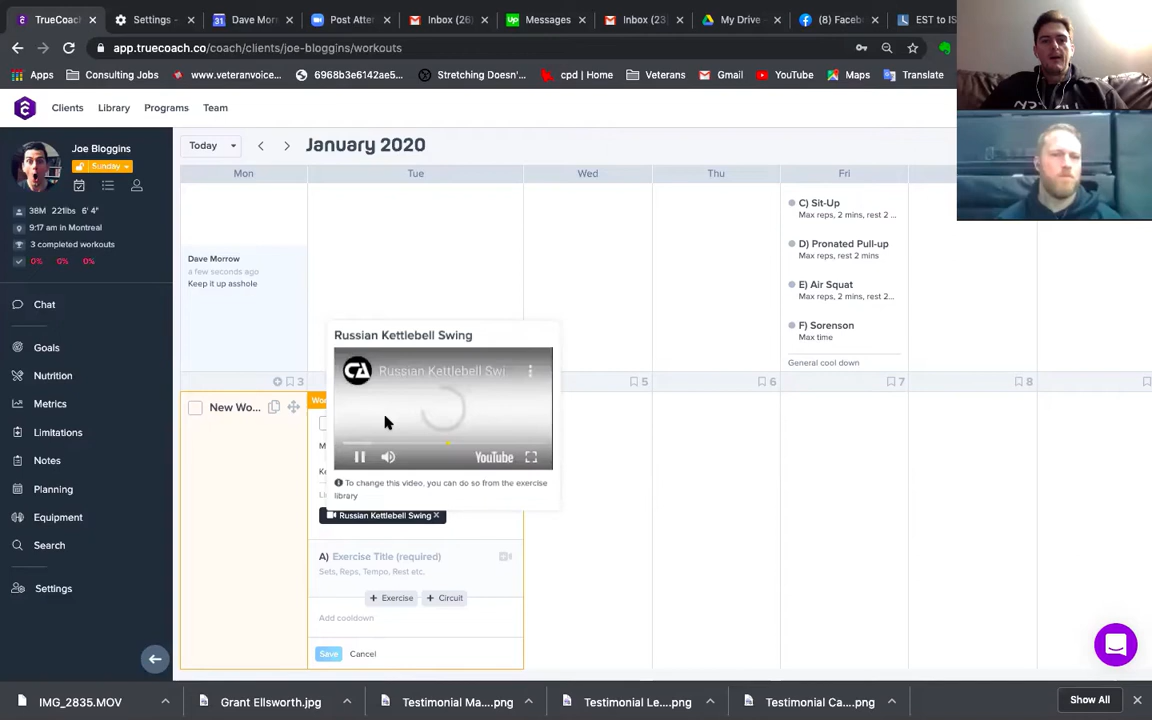 TrueCoach
Settings -
Dave Morr
Post Atter
Inbox (26)
Messages
Inbox (23)
My Drive -
(8) Faceb
EST to IS
app.truecoach.co/coach/clients/joe-bloggins/workouts
Apps
Consulting Jobs
www.veteranvoice...
6968b3e6142ae5...
Stretching Doesn'...
cpd | Home
Veterans
Gmail
YouTube
Maps
Translate
Clients
Library
Programs
Team
Joe Bloggins
Sunday
38M 221lbs 6' 4"
9:17 am in Montreal
3 completed workouts
0% 0% 0%
Chat
Goals
Nutrition
Metrics
Limitations
Notes
Planning
Equipment
Search
Settings
Today
January 2020
Mon
Tue
Wed
Thu
Fri
Dave Morrow
a few seconds ago
Keep it up asshole
C) Sit-Up
Max reps, 2 mins, rest 2 ...
D) Pronated Pull-up
Max reps, rest 2 mins
E) Air Squat
Max reps, 2 mins, rest 2...
F) Sorenson
Max time
General cool down
3
5
6
7
8
New Wo...
Russian Kettlebell Swing
Russian Kettlebell Swi
YouTube
To change this video, you can do so from the exercise
library
Russian Kettlebell Swing
A) Exercise Title (required)
Sets, Reps, Tempo, Rest etc.
+ Exercise
+ Circuit
Add cooldown
Save
Cancel
IMG_2835.MOV
Grant Ellsworth.jpg
Testimonial Ma....png
Testimonial Le....png
Testimonial Ca....png
Show All